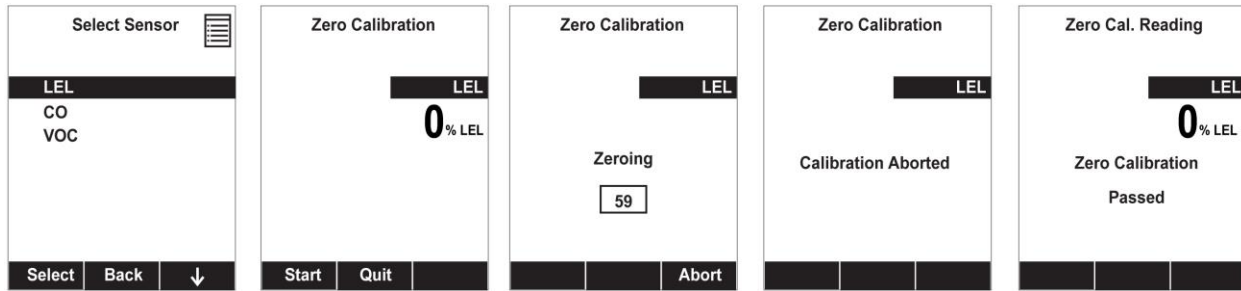 Select Sensor
LEL
CO
VOC
Select Back ↓
Zero Calibration
LEL
0 % LEL
Start Quit
Zero Calibration
LEL
Zeroing
59
Abort
Zero Calibration
LEL
Calibration Aborted
Zero Cal. Reading
LEL
0 % LEL
Zero Calibration
Passed